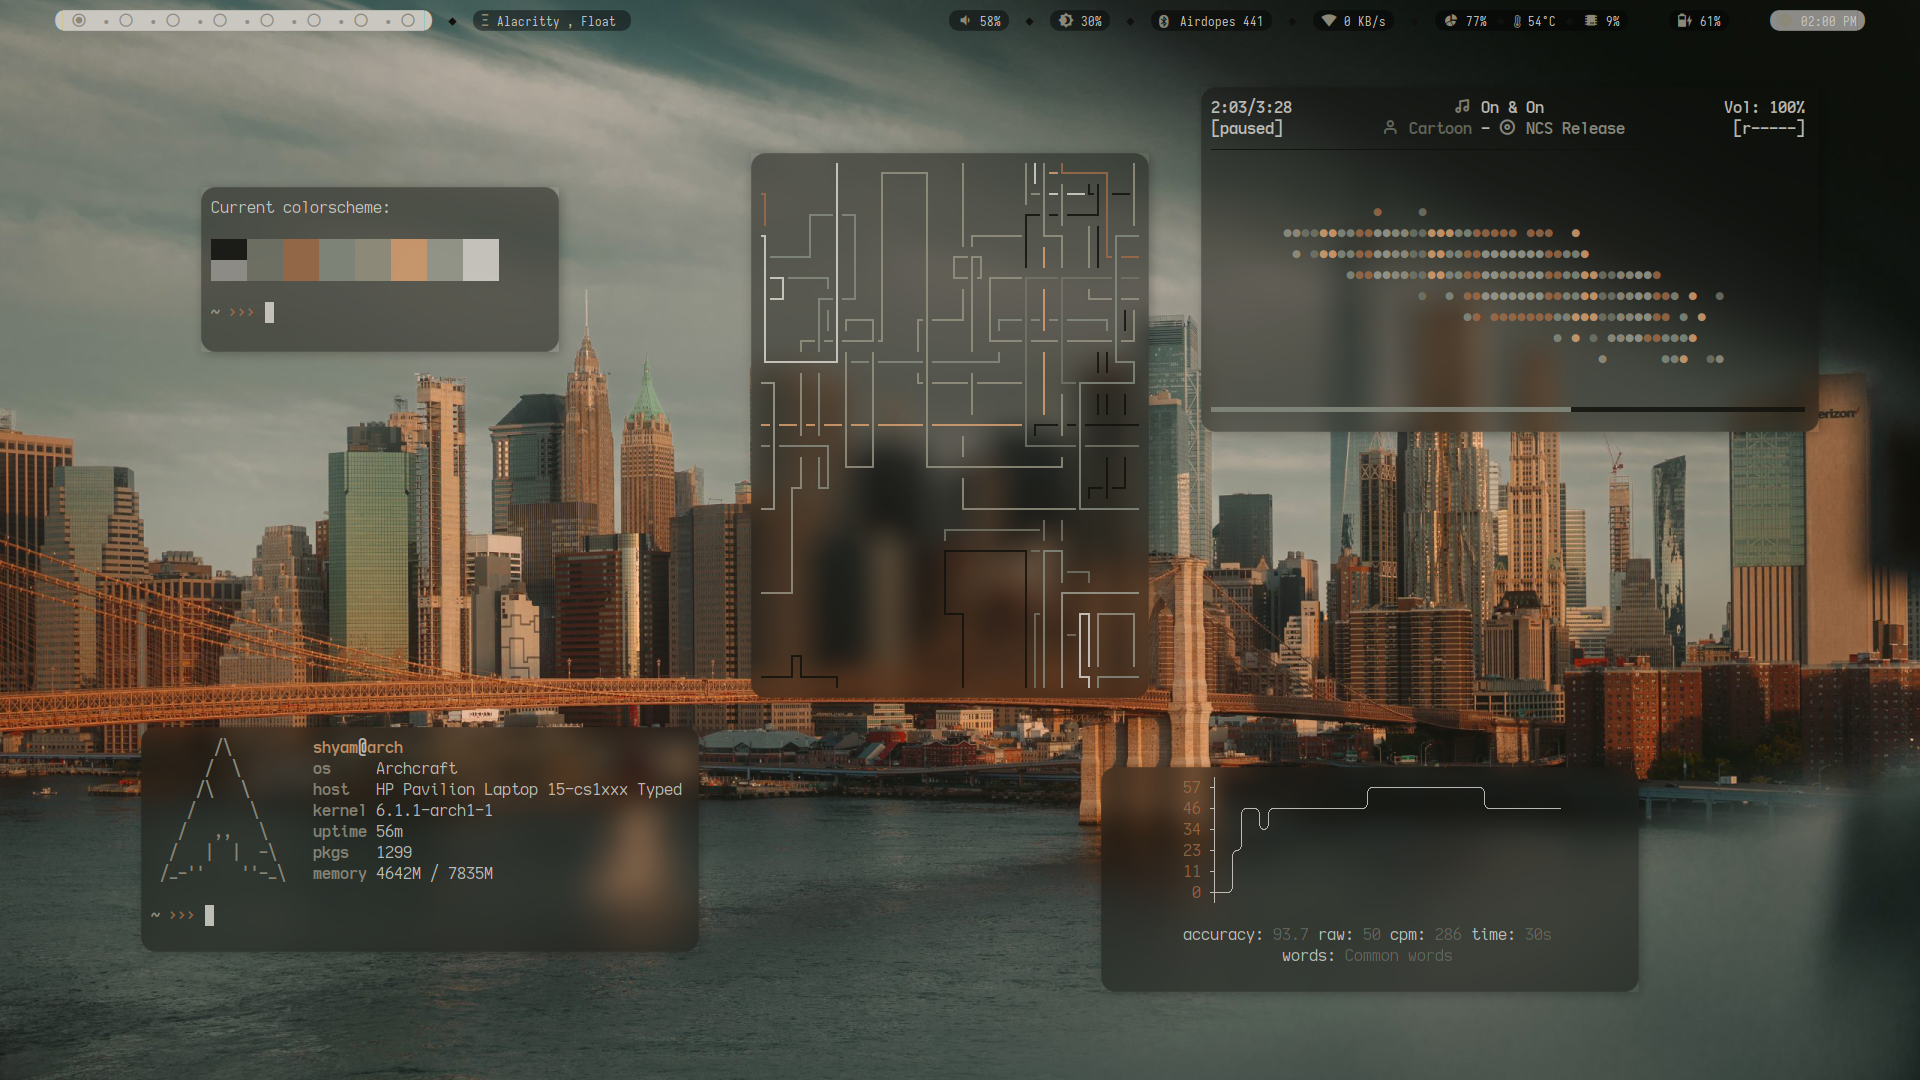 Alacritty , Float
58%
30%
Airdopes 441
0 KB/s
77%
54°C
9%
61%
02:00 PM
2:03/3:28 On & On Vol: 100%
[paused] Cartoon – NCS Release [r-----]
Current colorscheme:
~ >>>
erizon
shyam@arch
os Archcraft
host HP Pavilion Laptop 15-cs1xxx Typed
kernel 6.1.1-arch1-1
uptime 56m
pkgs 1299
memory 4642M / 7835M
~ >>>
57
46
34
23
11
0
accuracy: 93.7 raw: 50 cpm: 286 time: 30s
words: Common words